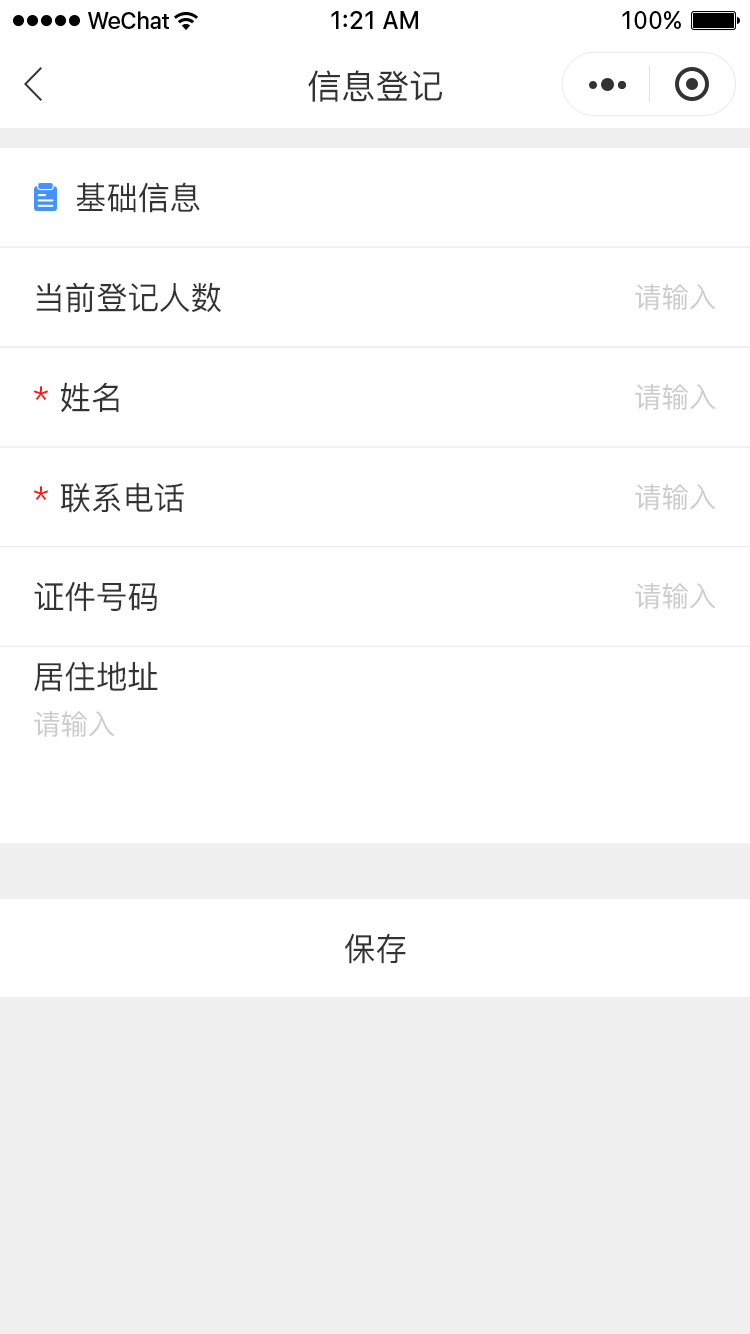 WeChat 1:21 AM 100%
信息登记
基础信息
当前登记人数 请输入
* 姓名 请输入
* 联系电话 请输入
证件号码 请输入
居住地址
请输入
保存